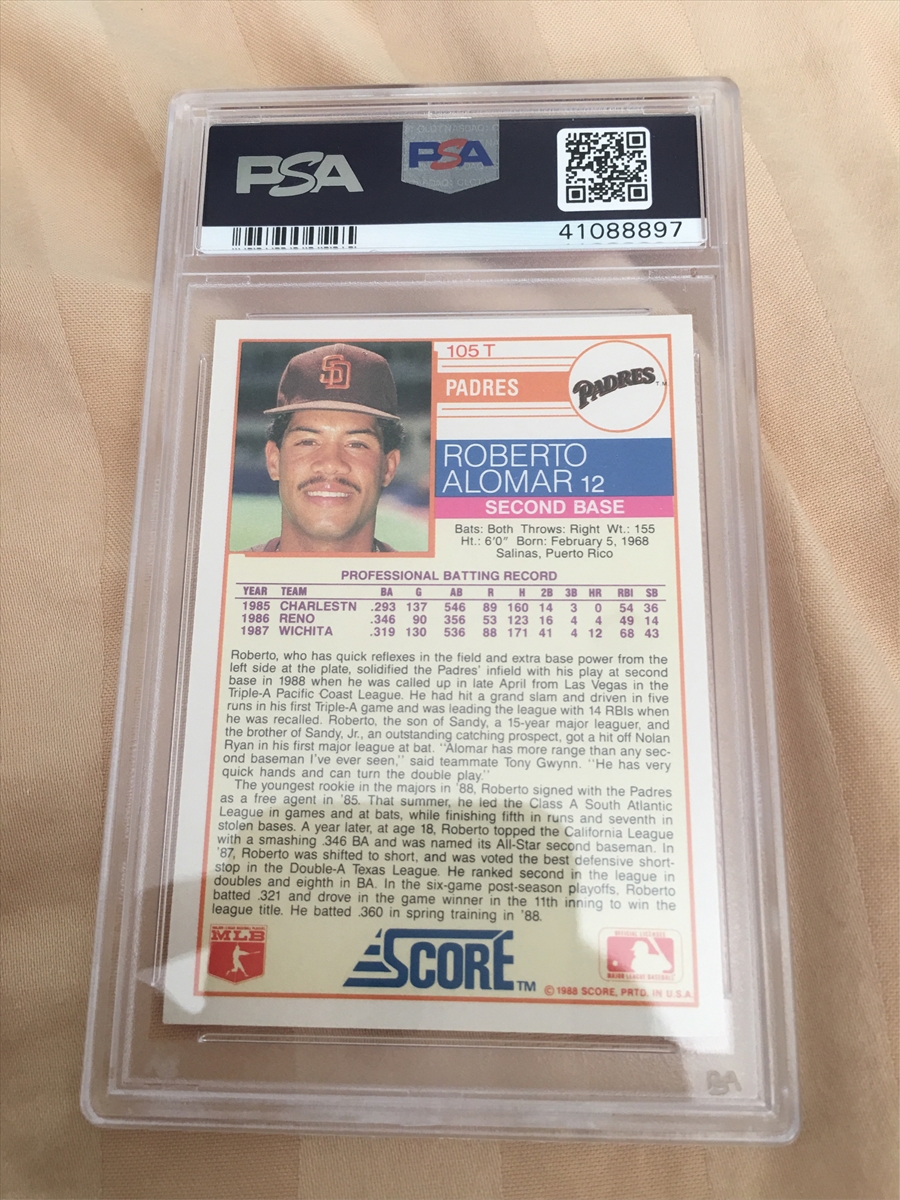 PSA
PSA
41088897
SD
105 T
PADRES
PADRES TM
ROBERTO
ALOMAR 12
SECOND BASE
Bats: Both Throws: Right Wt.: 155
Ht.: 6'0" Born: February 5, 1968
Salinas, Puerto Rico
PROFESSIONAL BATTING RECORD
YEAR TEAM BA G AB R H 2B 3B HR RBI SB
1985 CHARLESTN .293 137 546 89 160 14 3 0 54 36
1986 RENO .346 90 356 53 123 16 4 4 49 14
1987 WICHITA .319 130 536 88 171 41 4 12 68 43
Roberto, who has quick reflexes in the field and extra base power from the
left side at the plate, solidified the Padres' infield with his play at second
base in 1988 when he was called up in late April from Las Vegas in the
Triple-A Pacific Coast League. He had hit a grand slam and driven in five
runs in his first Triple-A game and was leading the league with 14 RBIs when
he was recalled. Roberto, the son of Sandy, a 15-year major leaguer, and
the brother of Sandy, Jr., an outstanding catching prospect, got a hit off Nolan
Ryan in his first major league at bat. "Alomar has more range than any sec-
ond baseman I've ever seen," said teammate Tony Gwynn. "He has very
quick hands and can turn the double play."
The youngest rookie in the majors in '88, Roberto signed with the Padres
as a free agent in '85. That summer, he led the Class A South Atlantic
League in games and at bats, while finishing fifth in runs and seventh in
stolen bases. A year later, at age 18, Roberto topped the California League
with a smashing .346 BA and was named its All-Star second baseman. In
'87, Roberto was shifted to short, and was voted the best defensive short-
stop in the Double-A Texas League. He ranked second in the league in
doubles and eighth in BA. In the six-game post-season playoffs, Roberto
batted .321 and drove in the game winner in the 11th inning to win the
league title. He batted .360 in spring training in '88.
MLB
SCORE TM
OFFICIAL LICENSEE
MAJOR LEAGUE BASEBALL
© 1988 SCORE, PRTD. IN U.S.A.